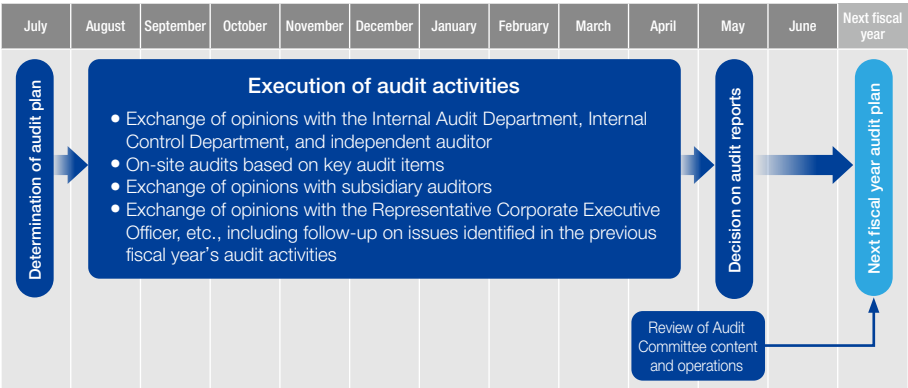 July
August
September
October
November
December
January
February
March
April
May
June
Next fiscal
year
Determination of audit plan
Execution of audit activities
• Exchange of opinions with the Internal Audit Department, Internal
Control Department, and independent auditor
• On-site audits based on key audit items
• Exchange of opinions with subsidiary auditors
• Exchange of opinions with the Representative Corporate Executive
Officer, etc., including follow-up on issues identified in the previous
fiscal year's audit activities
Decision on audit reports
Next fiscal year audit plan
Review of Audit
Committee content
and operations